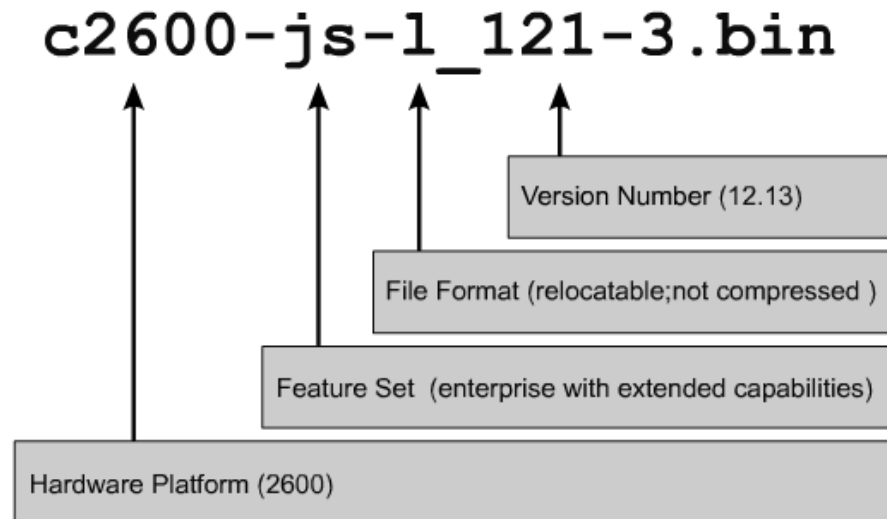 c2600-js-l_121-3.bin
Version Number (12.13)
File Format (relocatable;not compressed )
Feature Set (enterprise with extended capabilities)
Hardware Platform (2600)